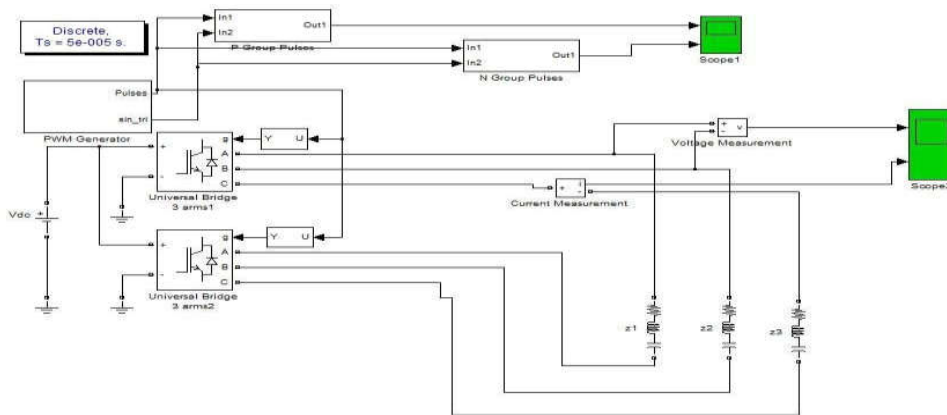 Discrete,
Ts = 5e-005 s.
In1
In2
Out1
P Group Pulses
In1
In2
Out1
N Group Pulses
Scope1
Pulses
sin_tri
PWM Generator
Y
U
g
A
B
C
+
-
Universal Bridge
3 arms1
+
-
v
Voltage Measurement
Scope2
+
i
-
Current Measurement
Vdc
+
Y
U
g
A
B
C
+
-
Universal Bridge
3 arms2
z1
z2
z3